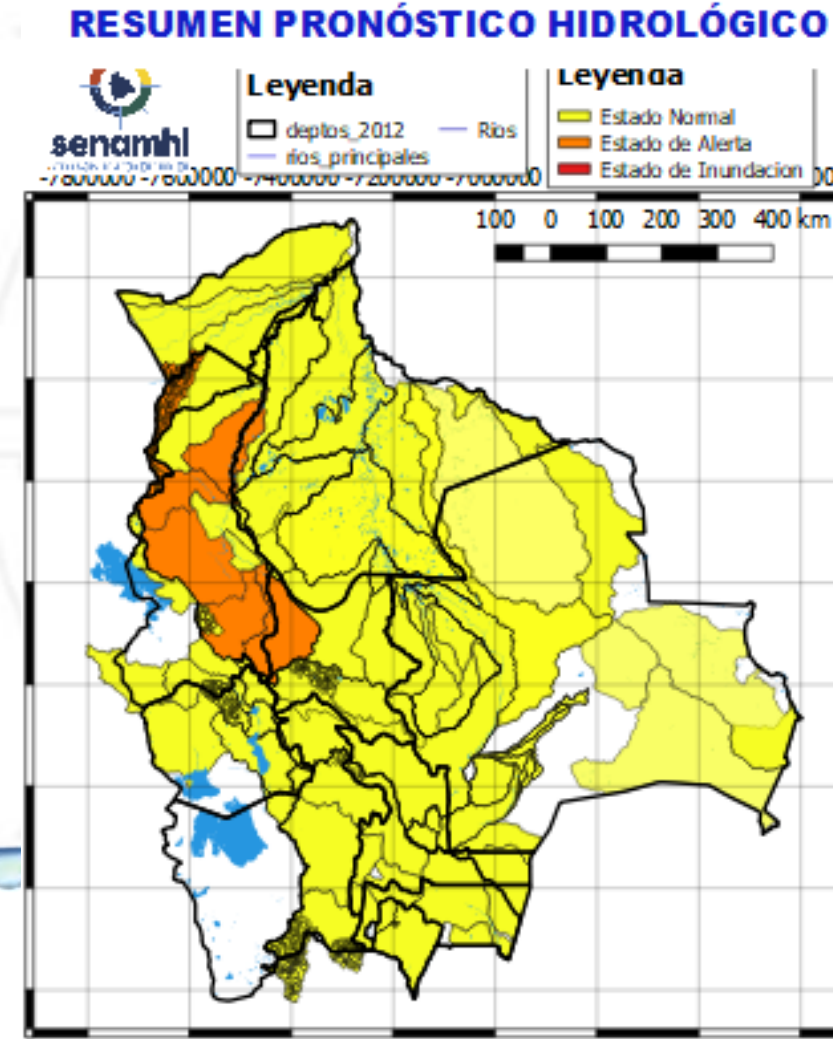 RESUMEN PRONÓSTICO HIDROLÓGICO
senamhi
Leyenda
deptos_2012
Rios
rios_principales
Leyenda
Estado Normal
Estado de Alerta
Estado de Inundacion
-7800000 -7600000 -7400000 -7200000 -7000000
100 0 100 200 300 400 km